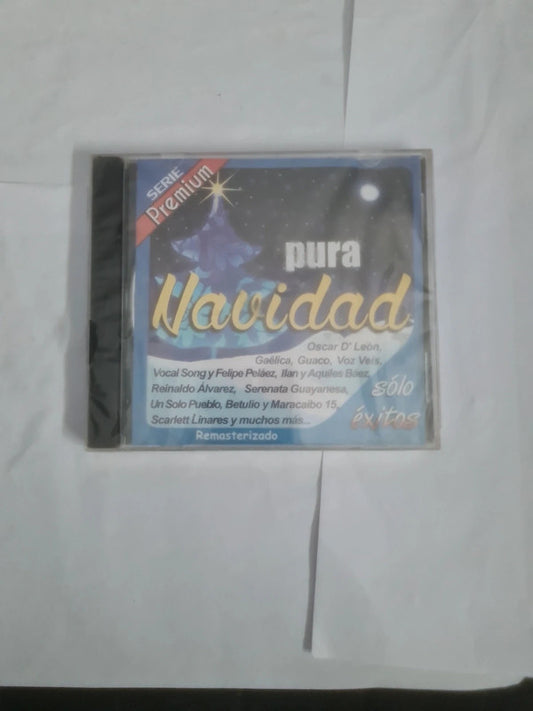 SERIE
Premium
pura
Navidad
Oscar D' León,
Gaélica, Guaco, Voz Veis,
Vocal Song y Felipe Peláez, Ilan y Aquiles Báez,
Reinaldo Álvarez, Serenata Guayanesa,
Un Solo Pueblo, Betulio y Maracaibo 15,
Scarlett Linares y muchos más...
sólo
éxitos
Remasterizado